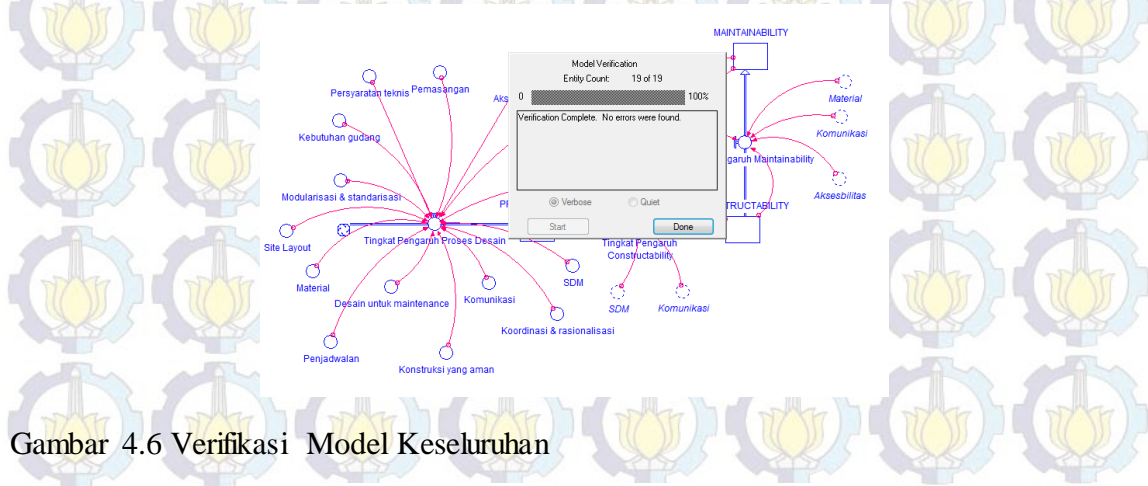 MAINTAINABILITY
Model Verification
Entity Count: 19 of 19
0 100%
Verification Complete. No errors were found.
Verbose Quiet
Start Done
Persyaratan teknis
Pemasangan
Kebutuhan gudang
Modularisasi & standarisasi
Site Layout
Tingkat Pengaruh Proses Desain
Material
Desain untuk maintenance
Komunikasi
SDM
Koordinasi & rasionalisasi
Penjadwalan
Konstruksi yang aman
Tingkat Pengaruh
Constructability
SDM
Komunikasi
Material
Komunikasi
Aksesbilitas
Gambar 4.6 Verifikasi Model Keseluruhan